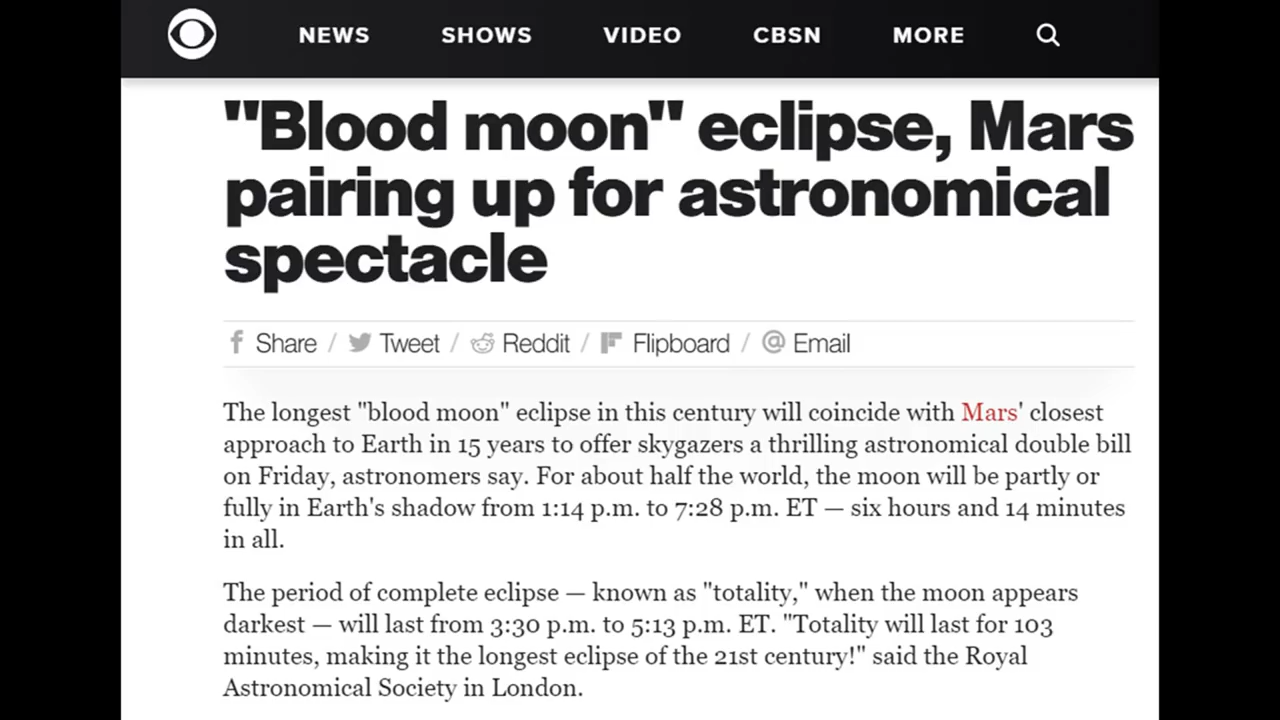 NEWS SHOWS VIDEO CBSN MORE
"Blood moon" eclipse, Mars
pairing up for astronomical
spectacle
Share / Tweet / Reddit / Flipboard / Email
The longest "blood moon" eclipse in this century will coincide with Mars' closest
approach to Earth in 15 years to offer skygazers a thrilling astronomical double bill
on Friday, astronomers say. For about half the world, the moon will be partly or
fully in Earth's shadow from 1:14 p.m. to 7:28 p.m. ET — six hours and 14 minutes
in all.
The period of complete eclipse — known as "totality," when the moon appears
darkest — will last from 3:30 p.m. to 5:13 p.m. ET. "Totality will last for 103
minutes, making it the longest eclipse of the 21st century!" said the Royal
Astronomical Society in London.